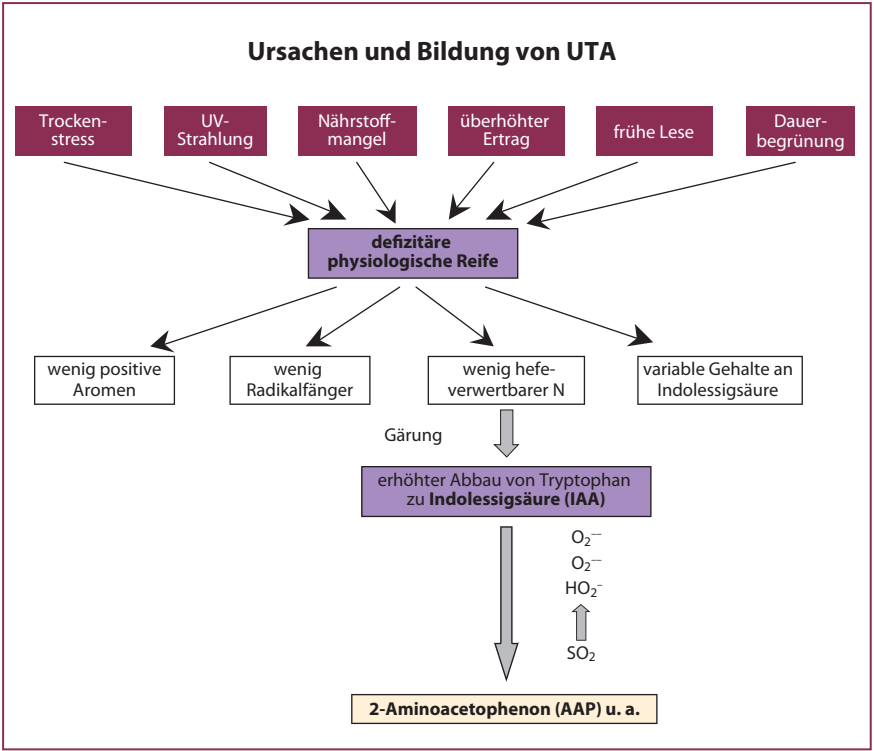 Ursachen und Bildung von UTA
Trocken-
stress
UV-
Strahlung
Nährstoff-
mangel
überhöhter
Ertrag
frühe Lese
Dauer-
begrünung
defizitäre
physiologische Reife
wenig positive
Aromen
wenig
Radikalfänger
wenig hefe-
verwertbarer N
variable Gehalte an
Indolessigsäure
Gärung
erhöhter Abbau von Tryptophan
zu Indolessigsäure (IAA)
O₂⁻⁻
O₂⁻⁻
HO₂⁻
SO₂
2-Aminoacetophenon (AAP) u. a.